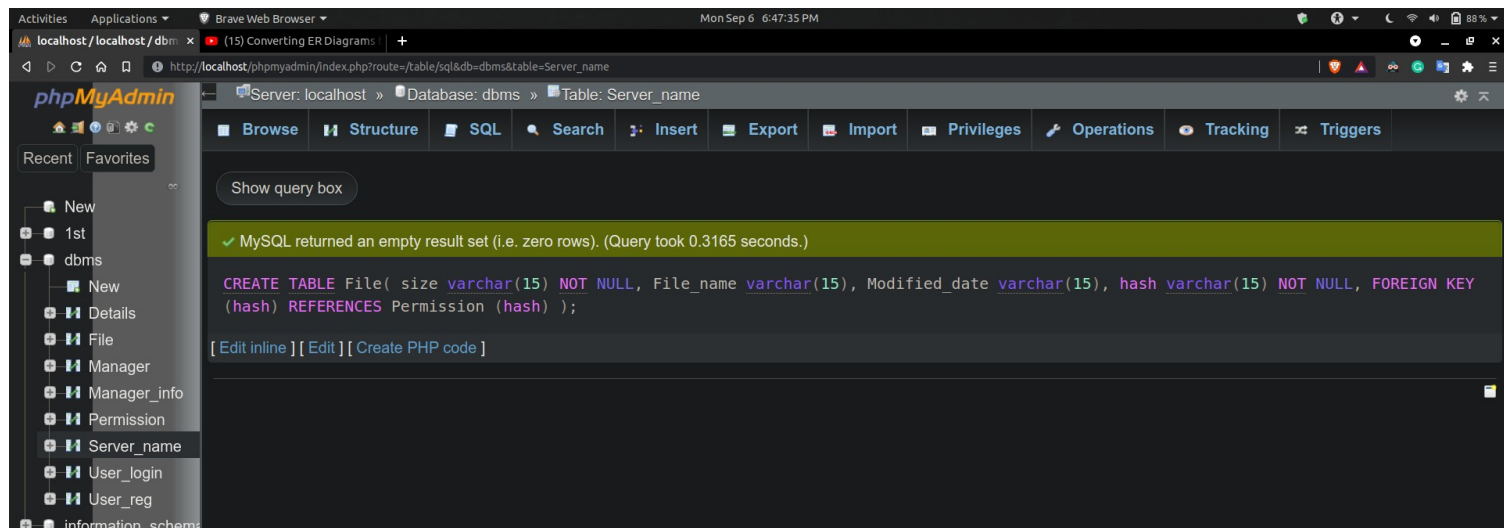 Activities Applications Brave Web Browser Mon Sep 6 6:47:35 PM 88%
localhost / localhost / dbm (15) Converting ER Diagrams
http://localhost/phpmyadmin/index.php?route=/table/sql&db=dbms&table=Server_name
phpMyAdmin
Server: localhost » Database: dbms » Table: Server_name
Browse Structure SQL Search Insert Export Import Privileges Operations Tracking Triggers
Recent Favorites
New
1st
dbms
New
Details
File
Manager
Manager_info
Permission
Server_name
User_login
User_reg
information_schema
Show query box
MySQL returned an empty result set (i.e. zero rows). (Query took 0.3165 seconds.)
CREATE TABLE File( size varchar(15) NOT NULL, File_name varchar(15), Modified_date varchar(15), hash varchar(15) NOT NULL, FOREIGN KEY
(hash) REFERENCES Permission (hash) );
[ Edit inline ] [ Edit ] [ Create PHP code ]